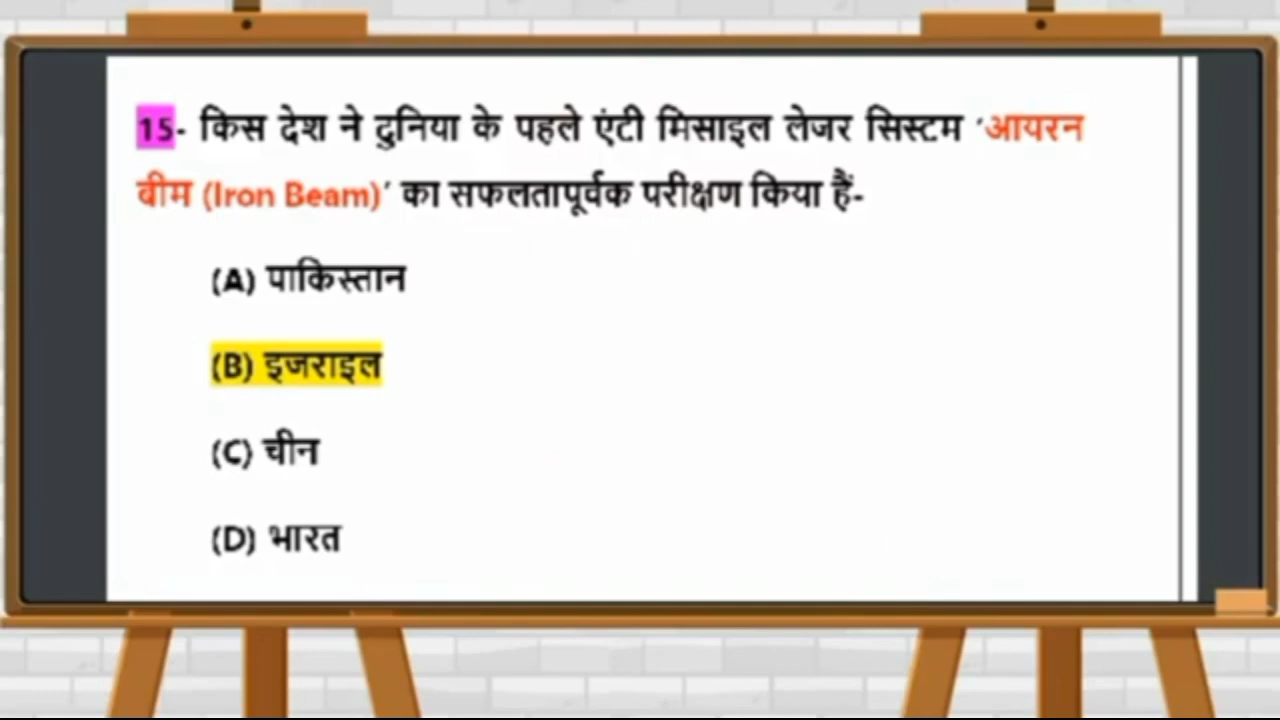 15- किस देश ने दुनिया के पहले एंटी मिसाइल लेजर सिस्टम ‘आयरन
बीम (Iron Beam)’ का सफलतापूर्वक परीक्षण किया हैं-
(A) पाकिस्तान
(B) इजराइल
(C) चीन
(D) भारत